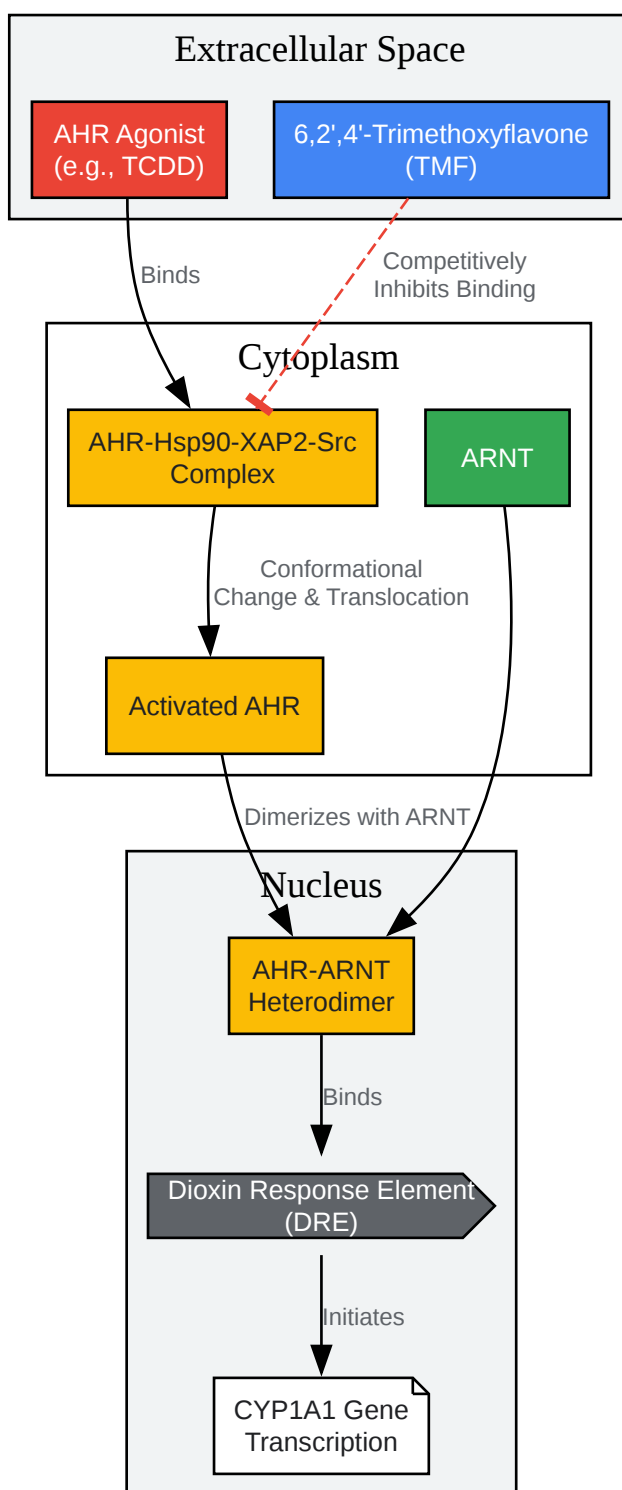 Extracellular Space
AHR Agonist
(e.g., TCDD)
6,2',4'-Trimethoxyflavone
(TMF)
Binds
Competitively
Inhibits Binding
Cytoplasm
AHR-Hsp90-XAP2-Src
Complex
ARNT
Conformational
Change & Translocation
Activated AHR
Dimerizes with ARNT
Nucleus
AHR-ARNT
Heterodimer
Binds
Dioxin Response Element
(DRE)
Initiates
CYP1A1 Gene
Transcription